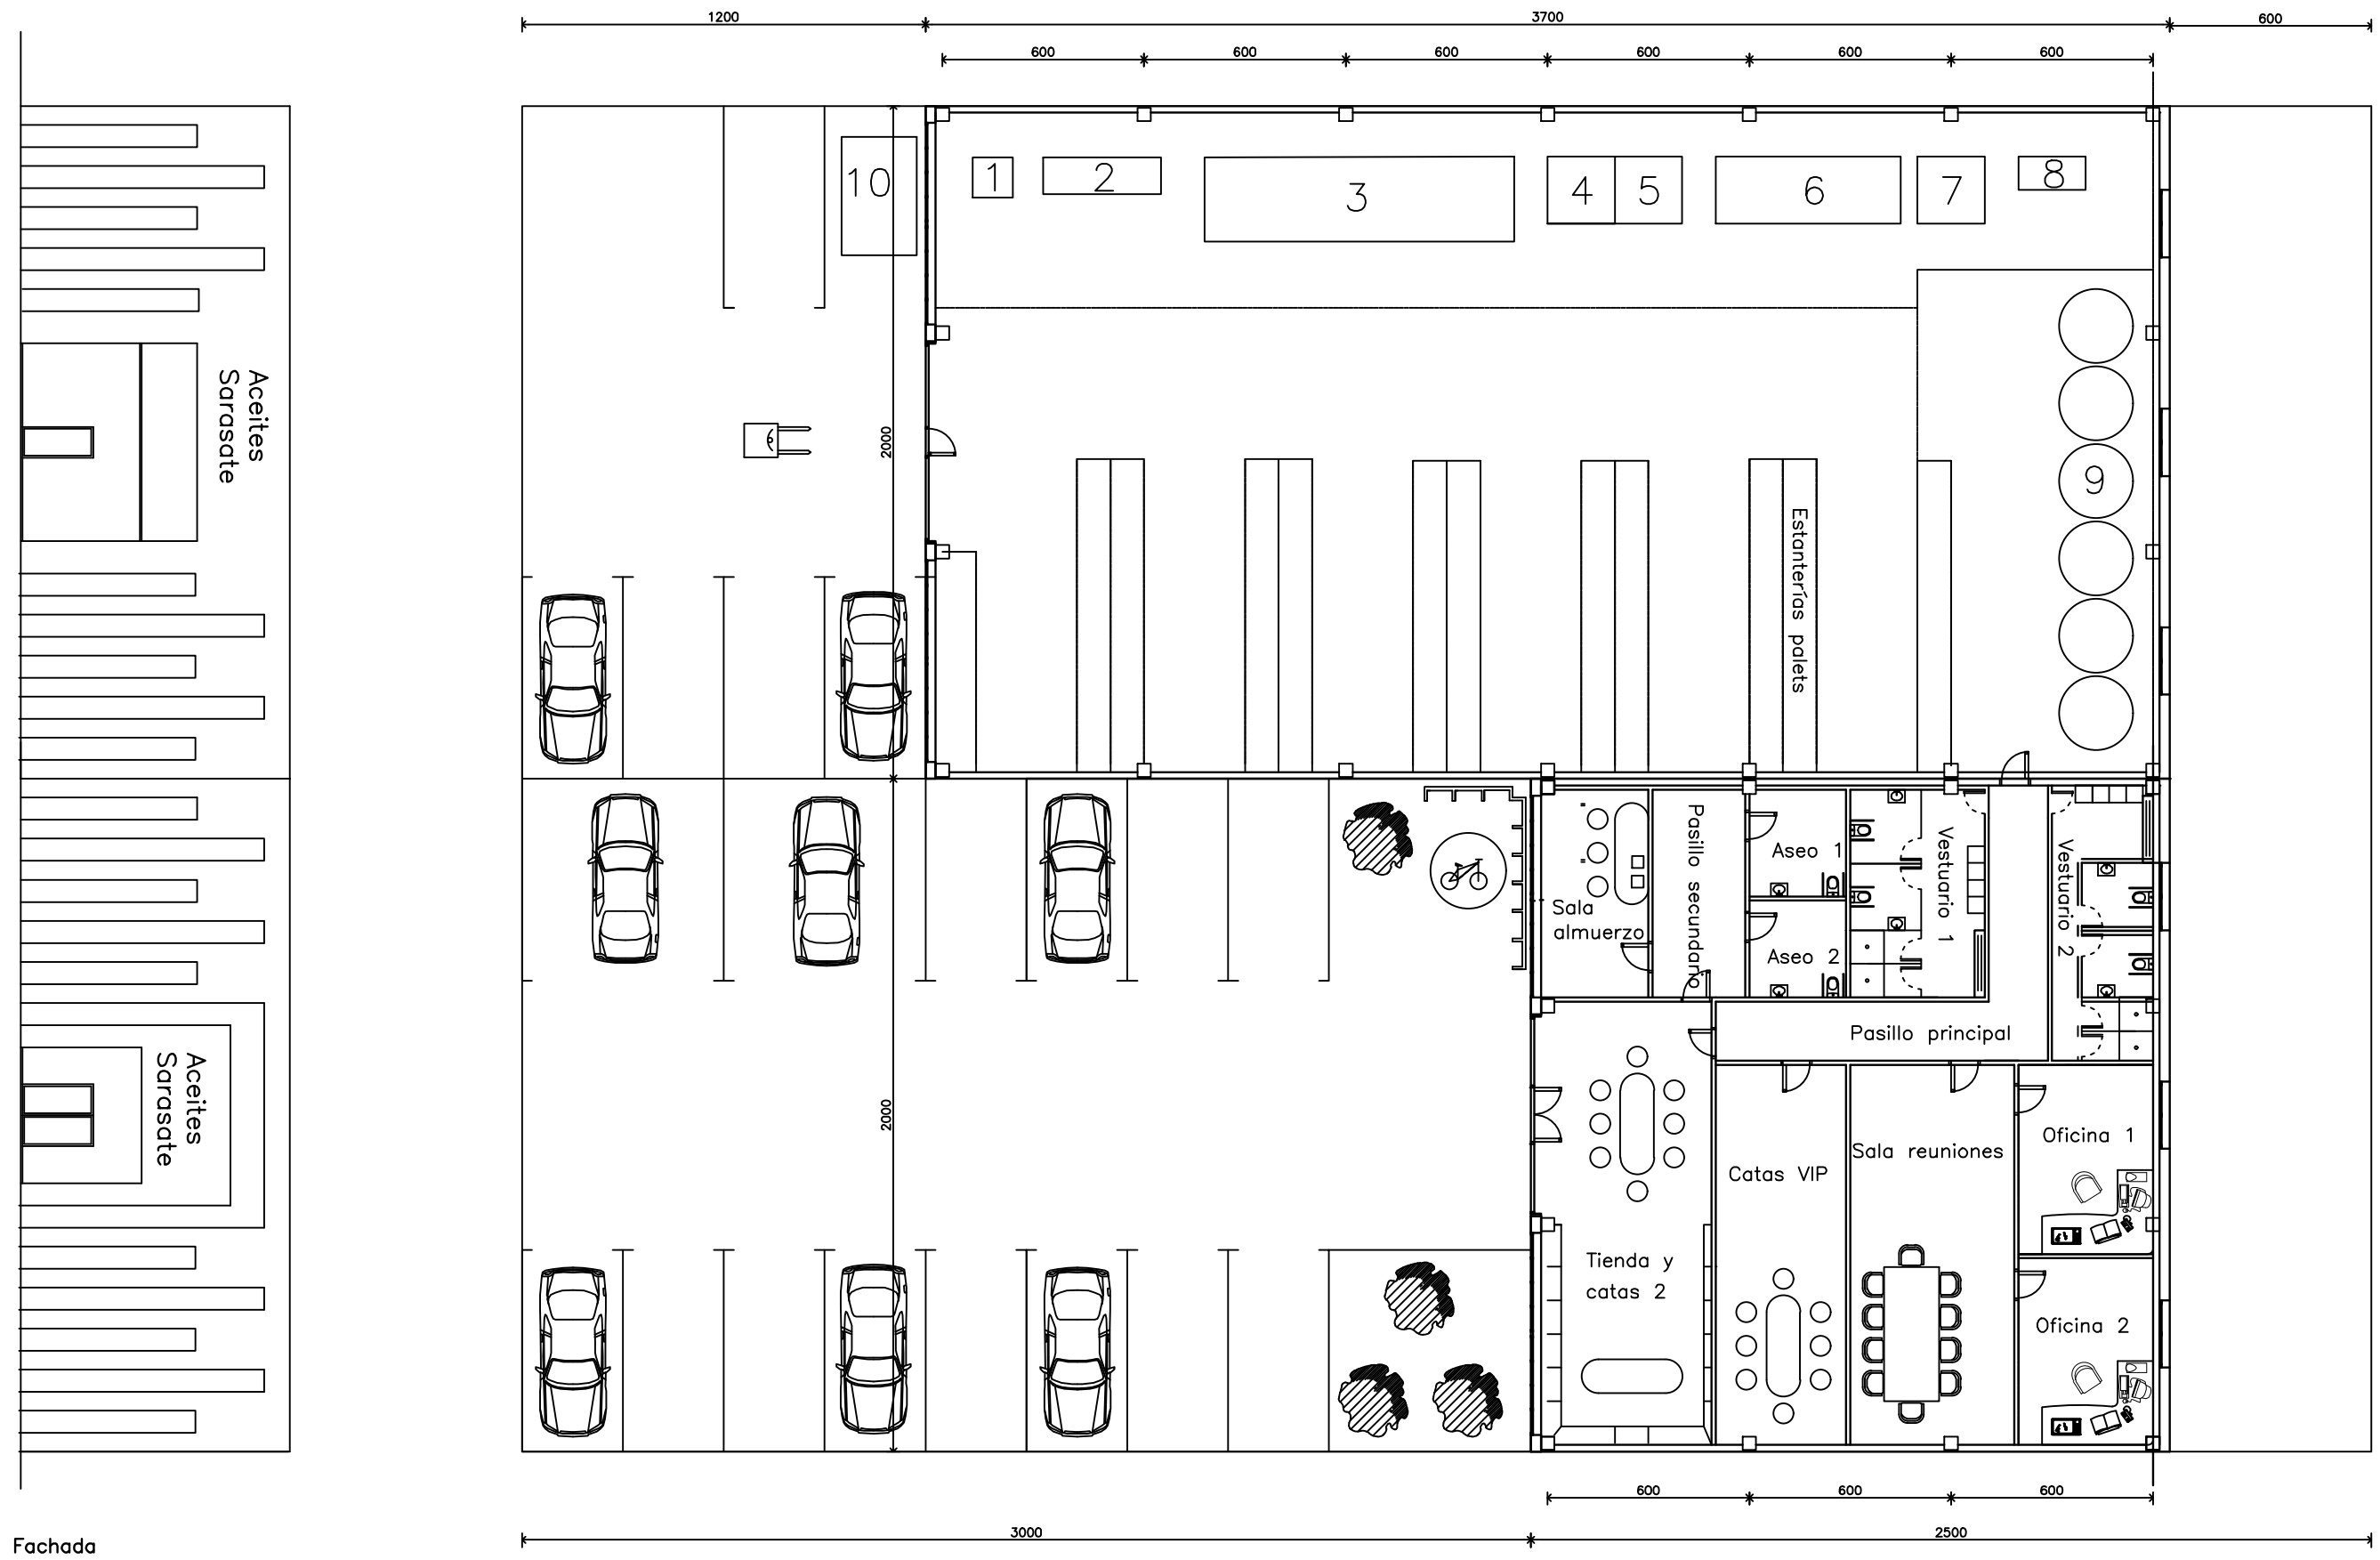 1200
3700
600
600
600
600
600
600
600
10
1
2
3
4
5
6
7
8
Aceites
Sarasate
2000
9
Estanterías palets
Sala
almuerzo
Pasillo secundario
Aseo 1
Aseo 2
Vestuario 1
Vestuario 2
Pasillo principal
Aceites
Sarasate
2000
Tienda y
catas 2
Catas VIP
Sala reuniones
Oficina 1
Oficina 2
600
600
600
3000
2500
Fachada